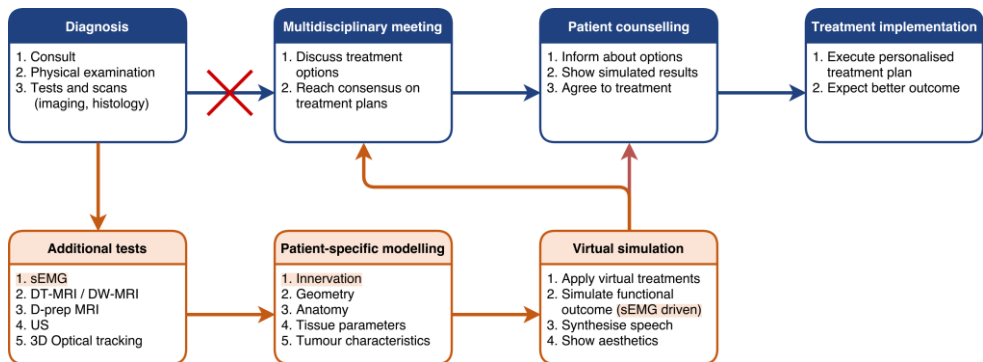 Diagnosis
1. Consult
2. Physical examination
3. Tests and scans
(imaging, histology)
Multidisciplinary meeting
1. Discuss treatment
options
2. Reach consensus on
treatment plans
Patient counselling
1. Inform about options
2. Show simulated results
3. Agree to treatment
Treatment implementation
1. Execute personalised
treatment plan
2. Expect better outcome
Additional tests
1. sEMG
2. DT-MRI / DW-MRI
3. D-prep MRI
4. US
5. 3D Optical tracking
Patient-specific modelling
1. Innervation
2. Geometry
3. Anatomy
4. Tissue parameters
5. Tumour characteristics
Virtual simulation
1. Apply virtual treatments
2. Simulate functional
outcome (sEMG driven)
3. Synthesise speech
4. Show aesthetics